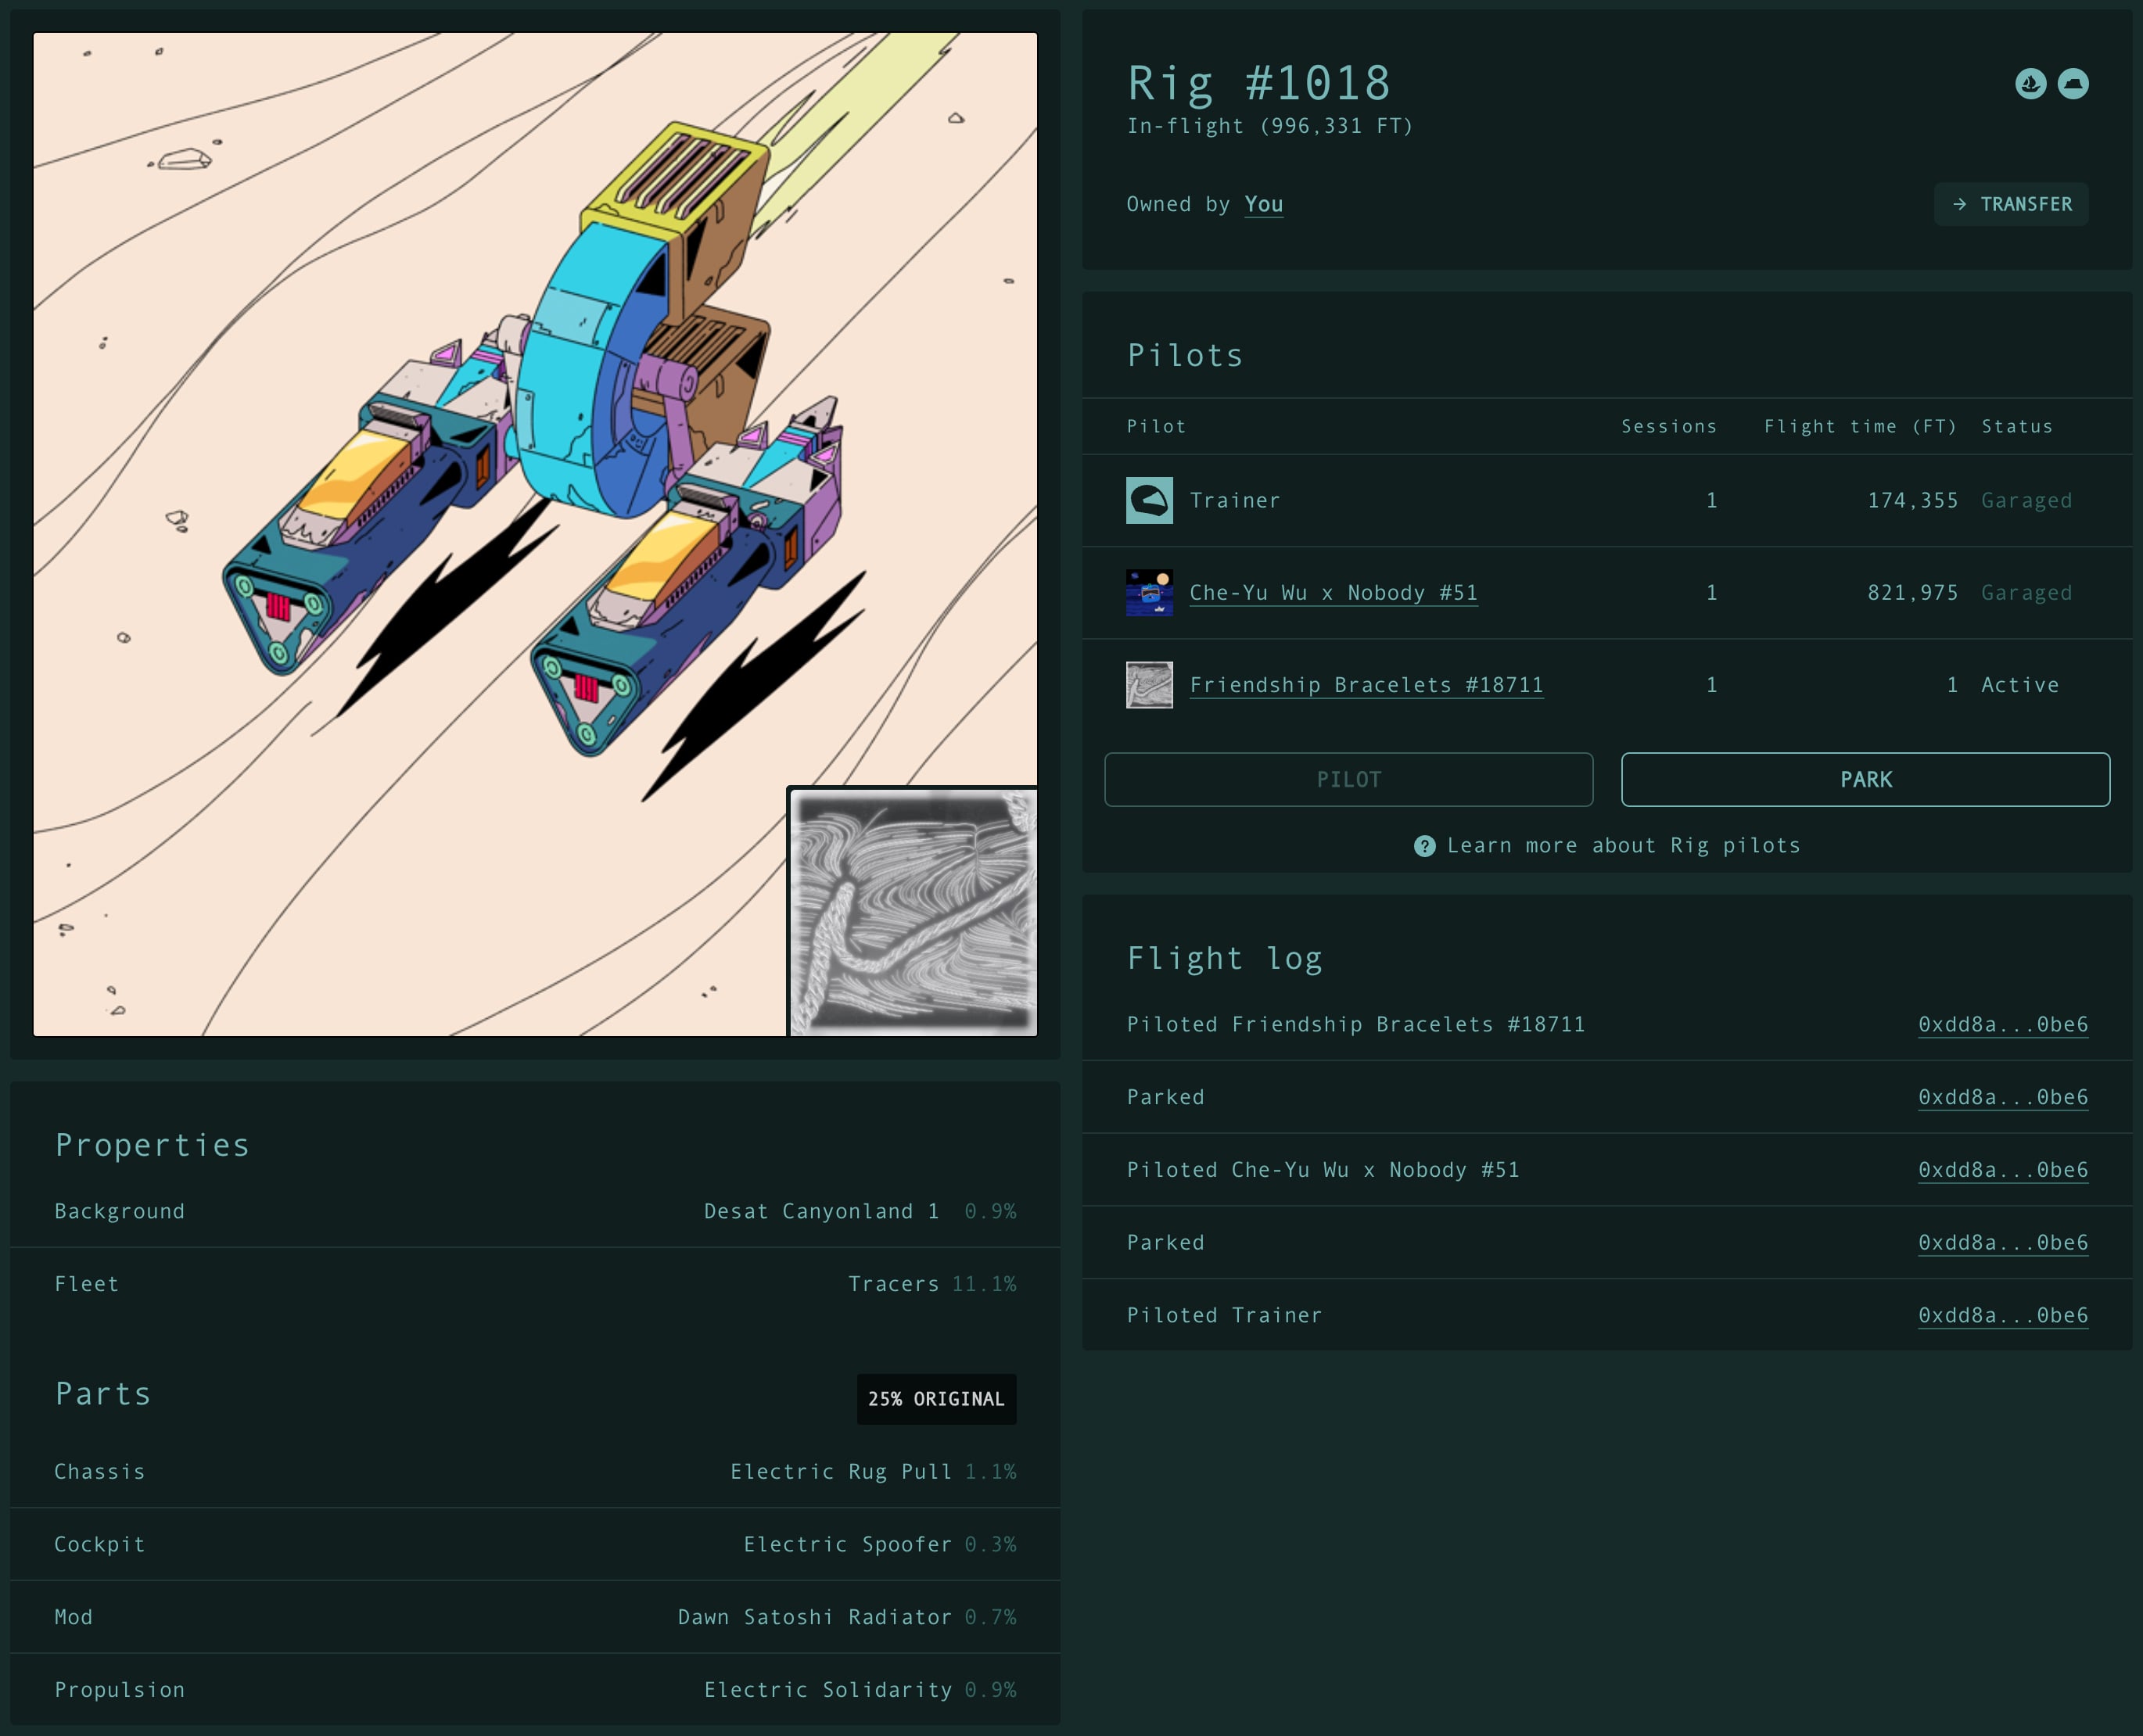 Rig #1018
In-flight (996,331 FT)
Owned by You
→ TRANSFER
Pilots
Pilot Sessions Flight time (FT) Status
Trainer 1 174,355 Garaged
Che-Yu Wu x Nobody #51 1 821,975 Garaged
Friendship Bracelets #18711 1 1 Active
PILOT PARK
? Learn more about Rig pilots
Flight log
Piloted Friendship Bracelets #18711 0xdd8a...0be6
Parked 0xdd8a...0be6
Piloted Che-Yu Wu x Nobody #51 0xdd8a...0be6
Parked 0xdd8a...0be6
Piloted Trainer 0xdd8a...0be6
Properties
Background Desat Canyonland 1 0.9%
Fleet Tracers 11.1%
Parts 25% ORIGINAL
Chassis Electric Rug Pull 1.1%
Cockpit Electric Spoofer 0.3%
Mod Dawn Satoshi Radiator 0.7%
Propulsion Electric Solidarity 0.9%